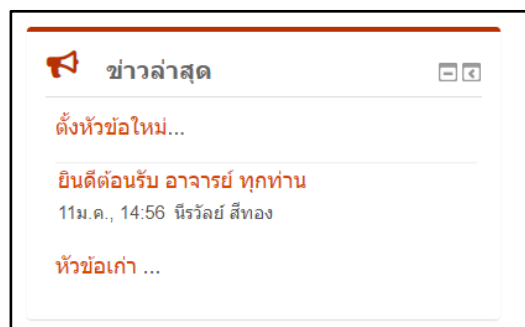 ข่าวล่าสุด
ตั้งหัวข้อใหม่...
ยินดีต้อนรับ อาจารย์ ทุกท่าน
11ม.ค., 14:56 นีรวัลย์ สีทอง
หัวข้อเก่า ...